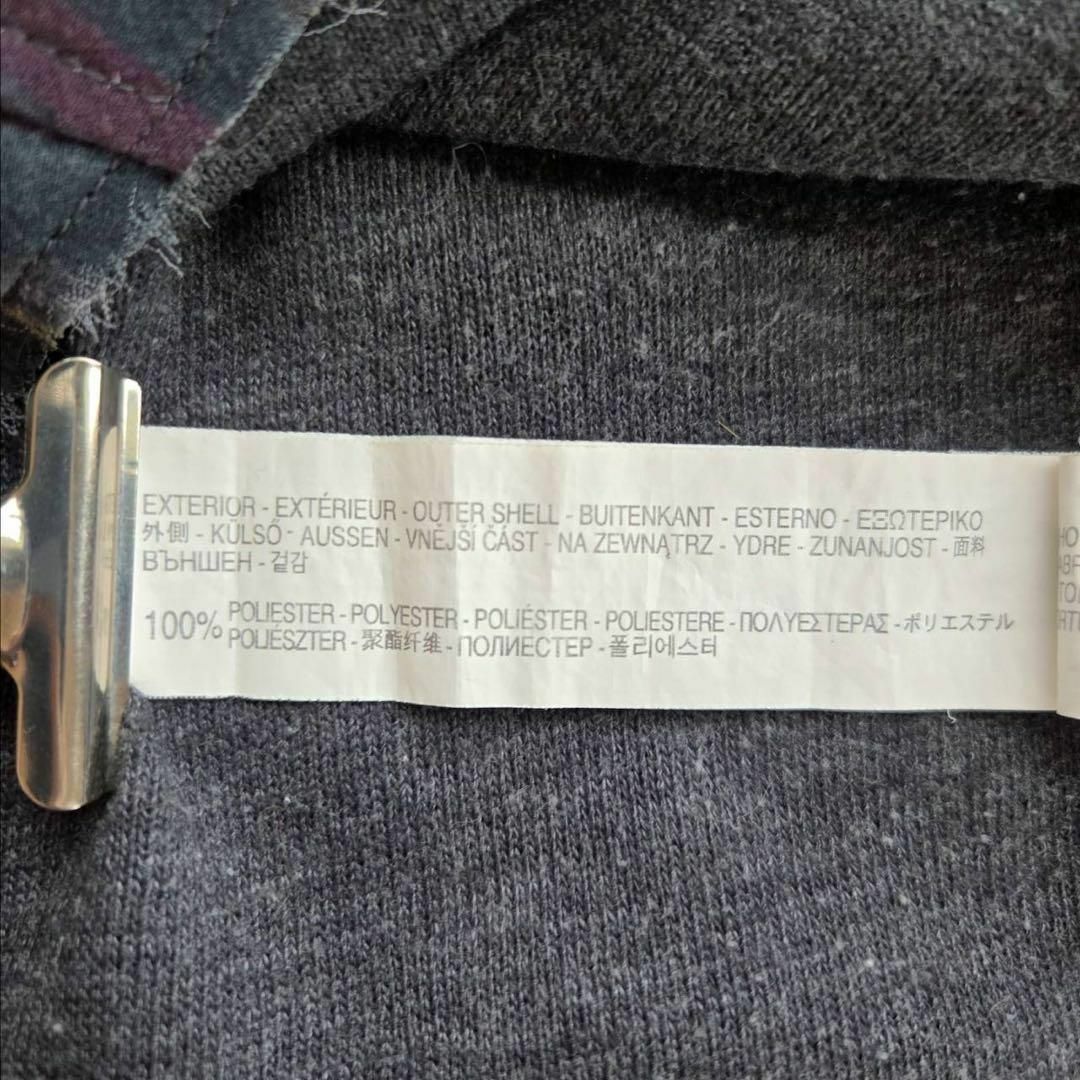 EXTERIOR - EXTÉRIEUR - OUTER SHELL - BUITENKANT - ESTERNO - ΕΞΩΤΕΡΙΚΟ
外側 - KÜLSŐ - AUSSEN - VNĚJŠÍ ČÁST - NA ZEWNĄTRZ - YDRE - ZUNANJOST - 面料
ВЪНШЕН - 겉감
100% POLIESTER - POLYESTER - POLIÉSTER - POLIESTERE - ΠΟΛΥΕΣΤΕΡΑΣ - ポリエステル
POLIÉSZTER - 聚酯纤维 - ПОЛИЕСТЕР - 폴리에스터